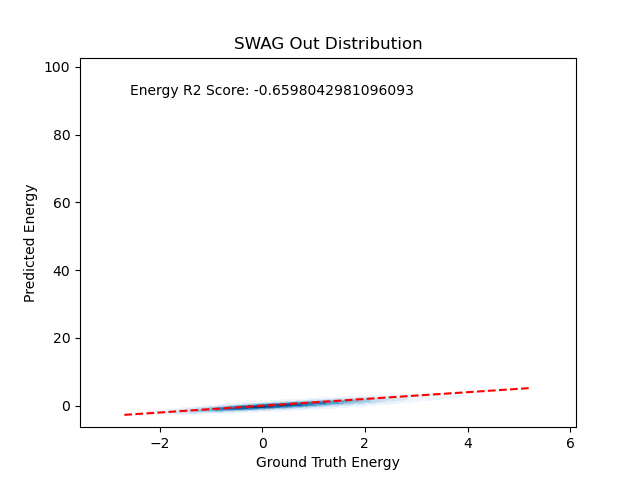 SWAG Out Distribution
Energy R2 Score: -0.6598042981096093
100
80
60
40
20
0
Predicted Energy
−2
0
2
4
6
Ground Truth Energy